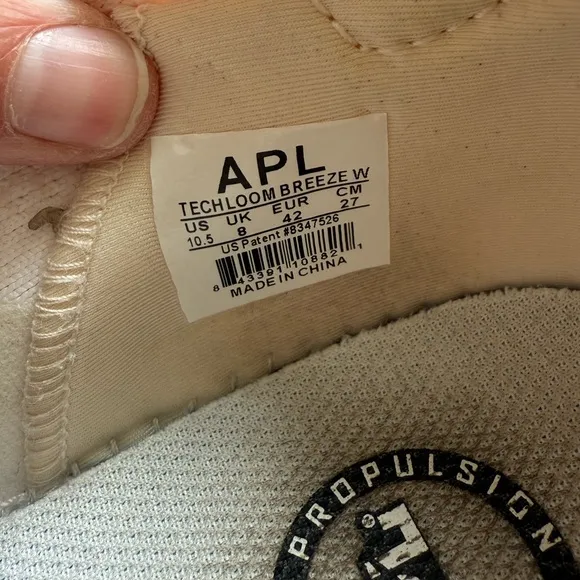 APL
TECHLOOM BREEZE W
US UK EUR CM
10.5 8 42 27
US Patent #8347526
8 43391 10882 1
MADE IN CHINA
PROPULSION